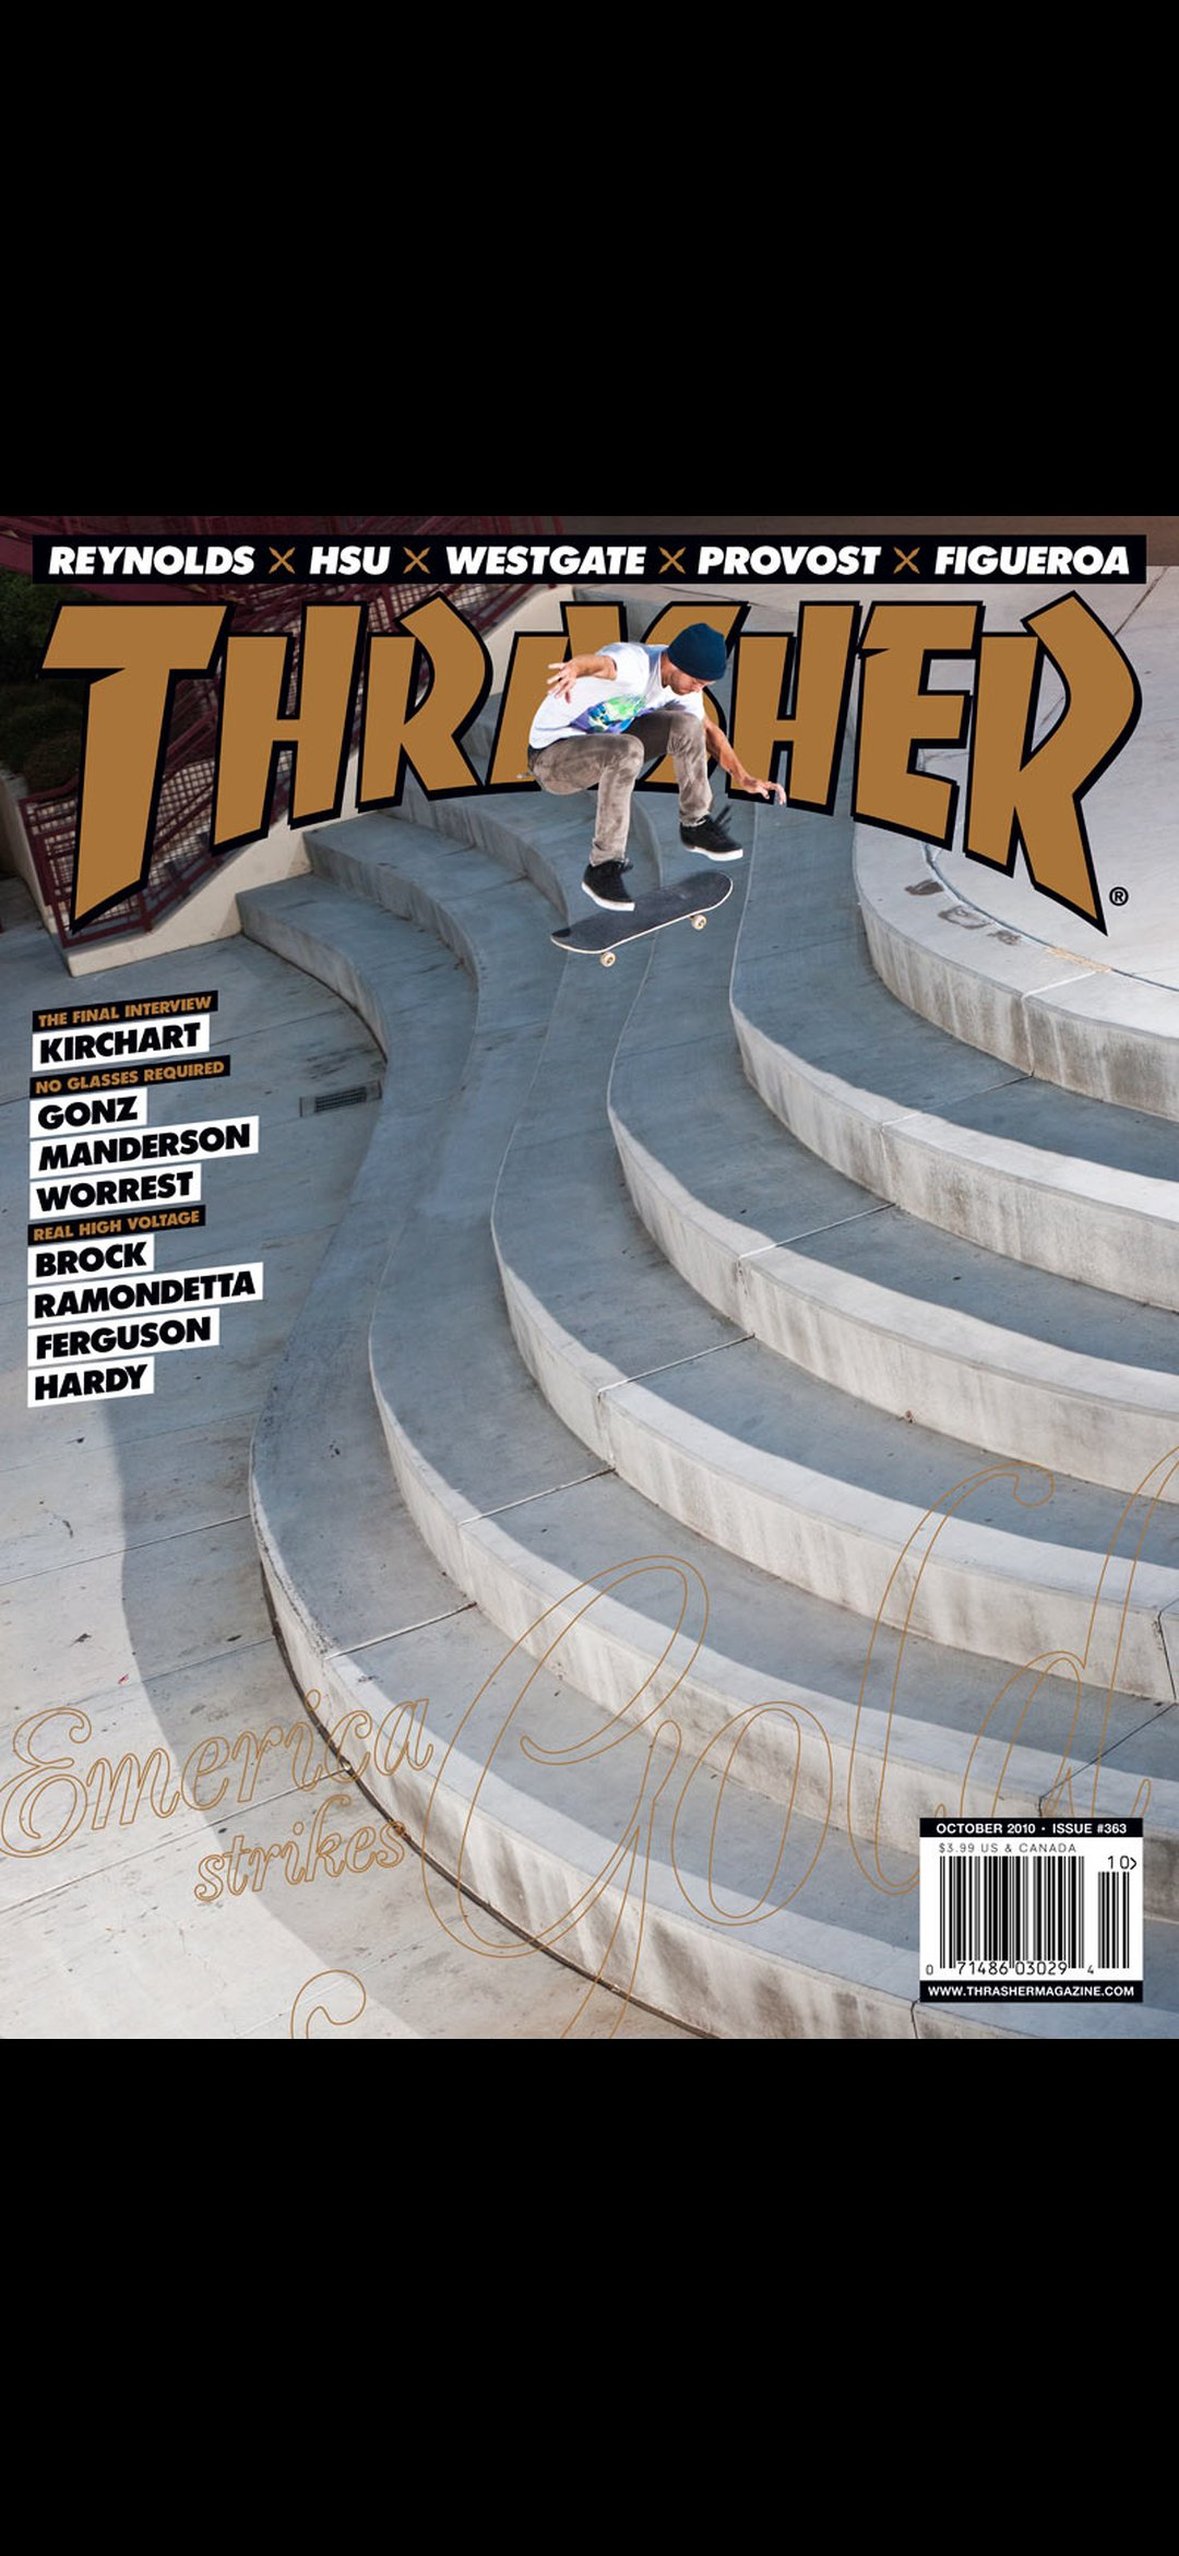 REYNOLDS X HSU X WESTGATE X PROVOST X FIGUEROA
THRASHER®
THE FINAL INTERVIEW
KIRCHART
NO GLASSES REQUIRED
GONZ
MANDERSON
WORREST
REAL HIGH VOLTAGE
BROCK
RAMONDETTA
FERGUSON
HARDY
Emerica
strikes
Gold
OCTOBER 2010 · ISSUE #363
$3.99 US & CANADA
10>
0 71486 03029 4
WWW.THRASHERMAGAZINE.COM